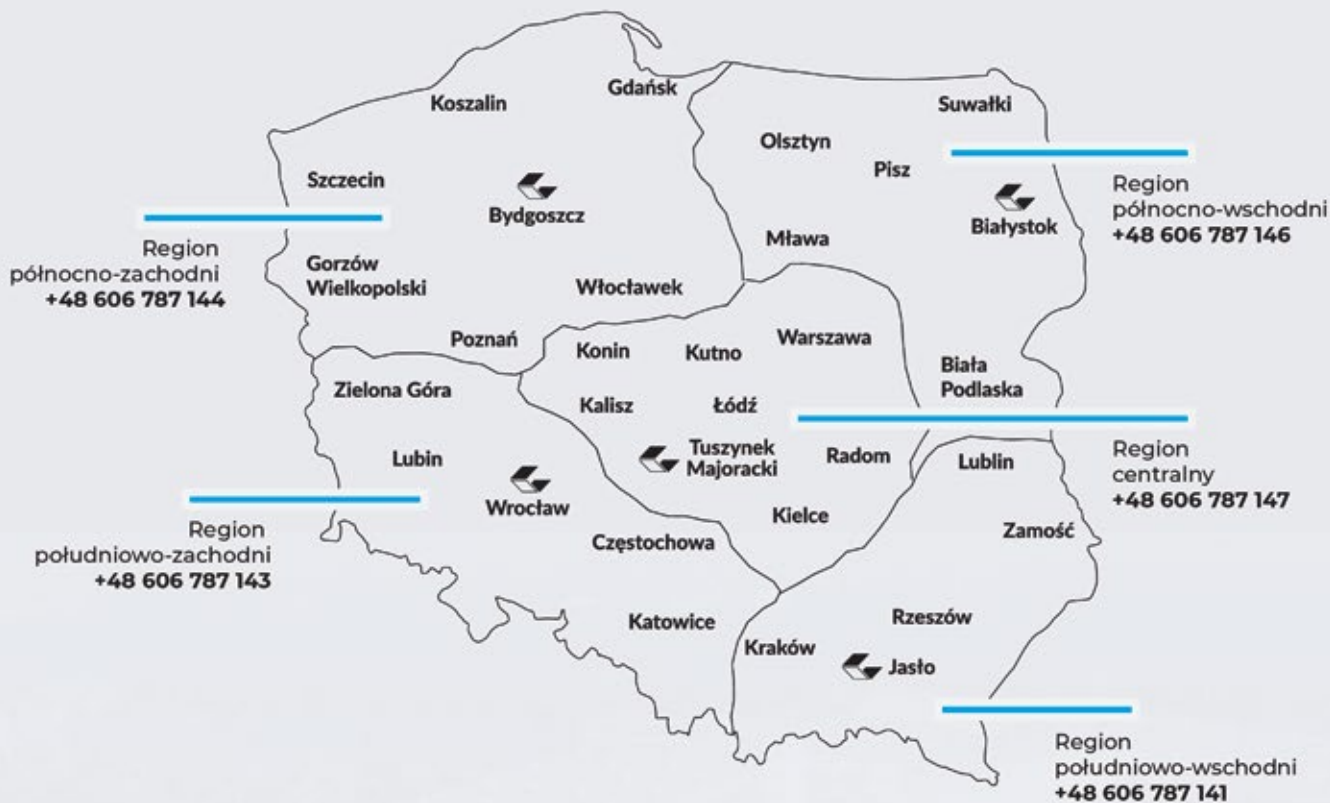 Gdańsk
Koszalin
Suwałki
Olsztyn
Pisz
Szczecin
Region
północno-wschodni
+48 606 787 146
Bydgoszcz
Białystok
Mława
Region
północno-zachodni
+48 606 787 144
Gorzów
Wielkopolski
Włocławek
Poznań
Konin
Kutno
Warszawa
Biała
Podlaska
Zielona Góra
Kalisz
Łódź
Tuszynek
Majoracki
Radom
Lublin
Region
centralny
+48 606 787 147
Lubin
Wrocław
Kielce
Zamość
Region
południowo-zachodni
+48 606 787 143
Częstochowa
Katowice
Rzeszów
Kraków
Jasło
Region
południowo-wschodni
+48 606 787 141